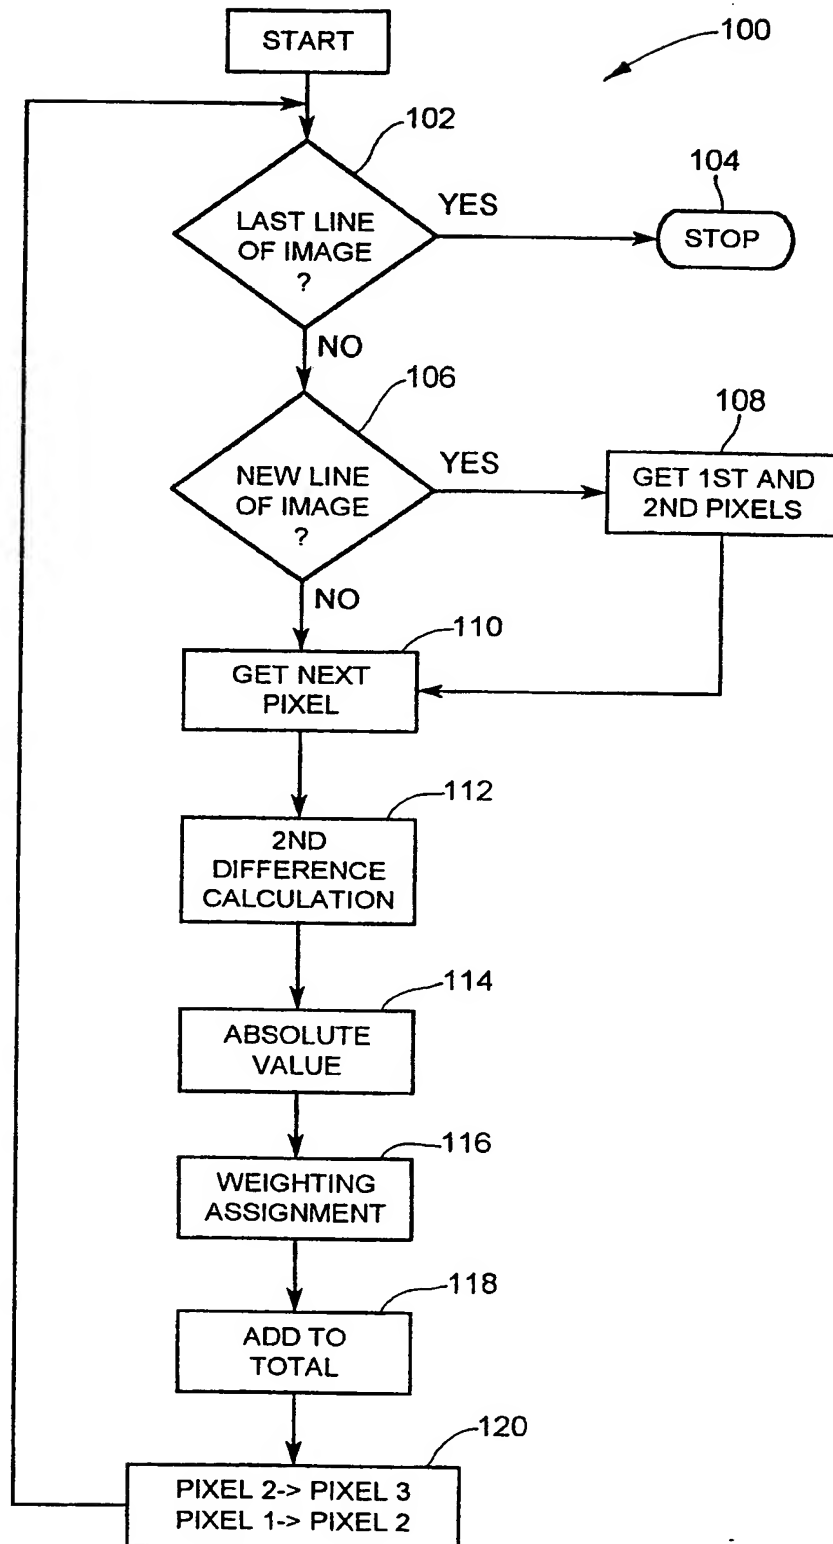 START
100
102
LAST LINE
OF IMAGE
?
YES
104
STOP
NO
106
NEW LINE
OF IMAGE
?
YES
108
GET 1ST AND
2ND PIXELS
NO
110
GET NEXT
PIXEL
112
2ND
DIFFERENCE
CALCULATION
114
ABSOLUTE
VALUE
116
WEIGHTING
ASSIGNMENT
118
ADD TO
TOTAL
120
PIXEL 2-> PIXEL 3
PIXEL 1-> PIXEL 2